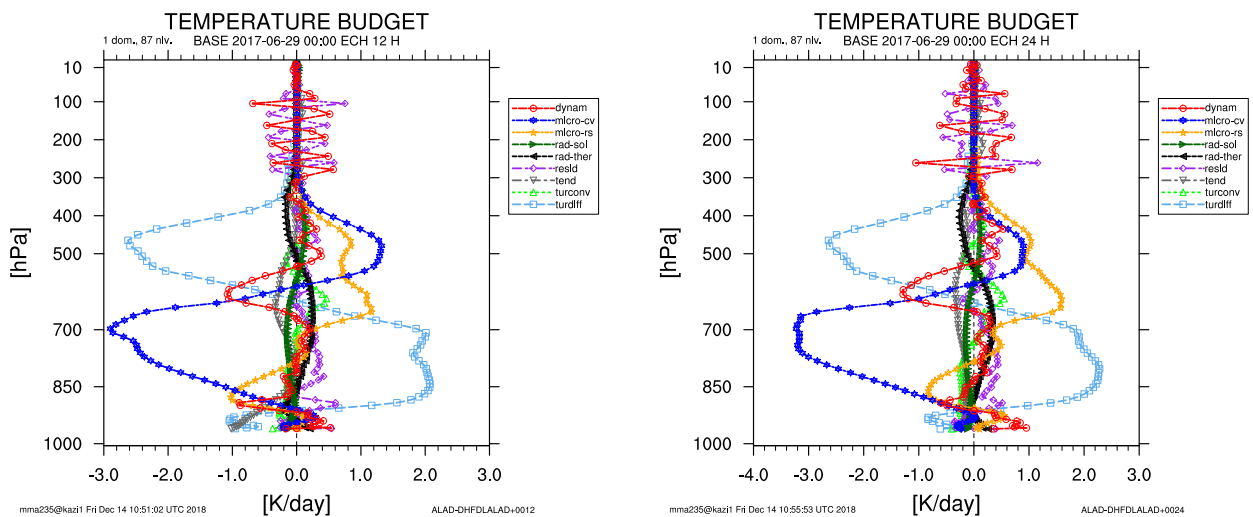 TEMPERATURE BUDGET
1 dom., 87 nlv.
BASE 2017-06-29 00:00 ECH 12 H
10
100
200
300
400
500
700
850
1000
[hPa]
-3.0 -2.0 -1.0 0.0 1.0 2.0 3.0
[K/day]
dynam
mIcro-cv
mIcro-rs
rad-sol
rad-ther
resId
tend
turconv
turdIff
mma235@kazi1 Fri Dec 14 10:51:02 UTC 2018
ALAD-DHFDLALAD+0012
TEMPERATURE BUDGET
1 dom., 87 nlv.
BASE 2017-06-29 00:00 ECH 24 H
10
100
200
300
400
500
700
850
1000
[hPa]
-4.0 -3.0 -2.0 -1.0 0.0 1.0 2.0 3.0
[K/day]
dynam
mIcro-cv
mIcro-rs
rad-sol
rad-ther
resId
tend
turconv
turdIff
mma235@kazi1 Fri Dec 14 10:55:53 UTC 2018
ALAD-DHFDLALAD+0024